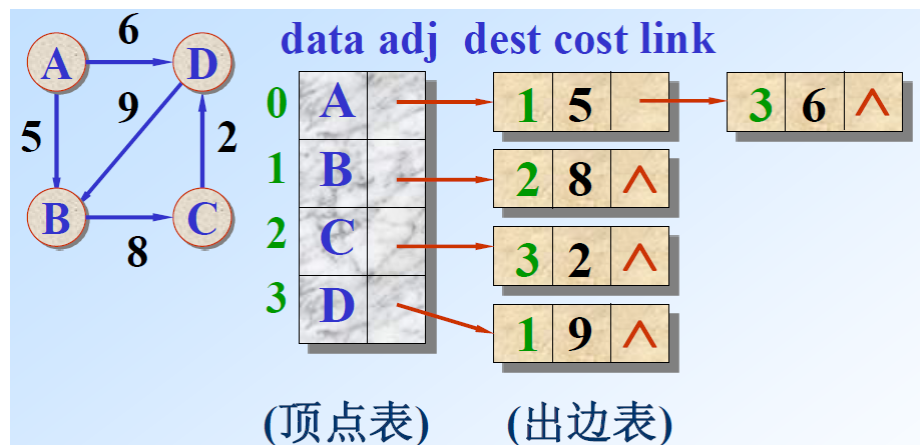 data adj dest cost link
6
A D
9
5 2
B C
8
0 A 1 5 3 6 ∧
1 B 2 8 ∧
2 C 3 2 ∧
3 D 1 9 ∧
(顶点表) (出边表)